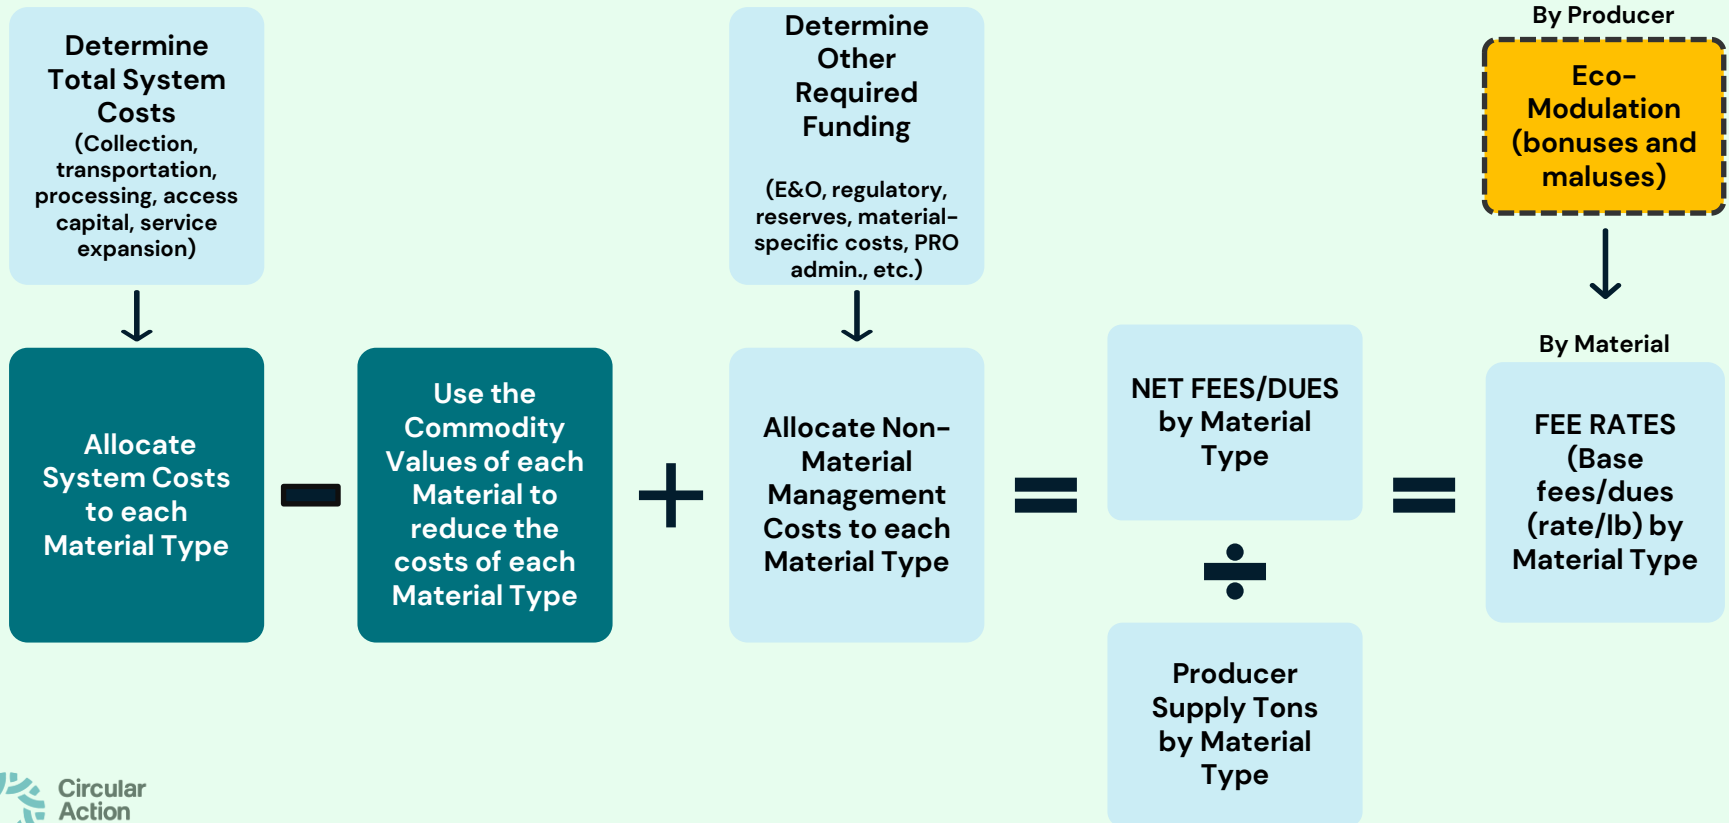 Determine
Total System
Costs
(Collection,
transportation,
processing, access
capital, service
expansion)
Determine
Other
Required
Funding
(E&O, regulatory,
reserves, material-
specific costs, PRO
admin., etc.)
By Producer
Eco-
Modulation
(bonuses and
maluses)
Allocate
System Costs
to each
Material Type
Use the
Commodity
Values of each
Material to
reduce the
costs of each
Material Type
Allocate Non-
Material
Management
Costs to each
Material Type
NET FEES/DUES
by Material
Type
Producer
Supply Tons
by Material
Type
By Material
FEE RATES
(Base
fees/dues
(rate/lb) by
Material Type
Circular
Action